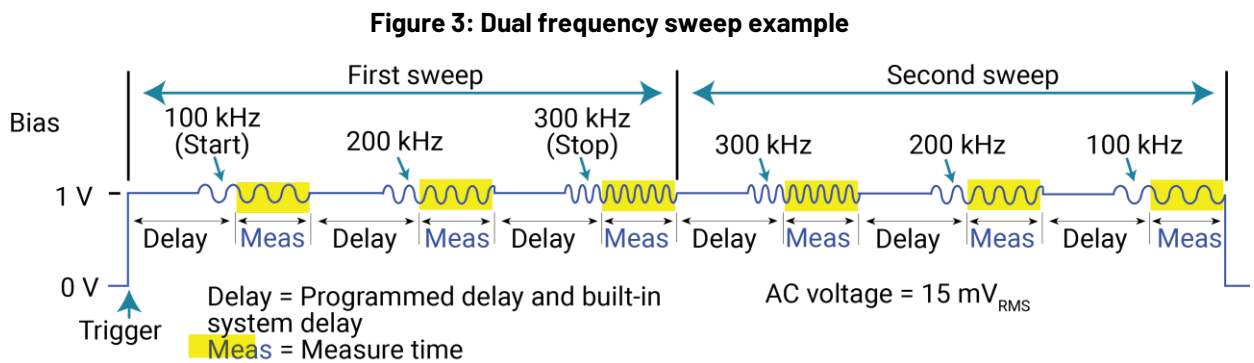 Figure 3: Dual frequency sweep example
First sweep
Second sweep
Bias
100 kHz
(Start)
200 kHz
300 kHz
(Stop)
300 kHz
200 kHz
100 kHz
1 V
Delay
Meas
Delay
Meas
Delay
Meas
Delay
Meas
Delay
Meas
Delay
Meas
0 V
Trigger
Delay = Programmed delay and built-in
system delay
Meas = Measure time
AC voltage = 15 mVRMS